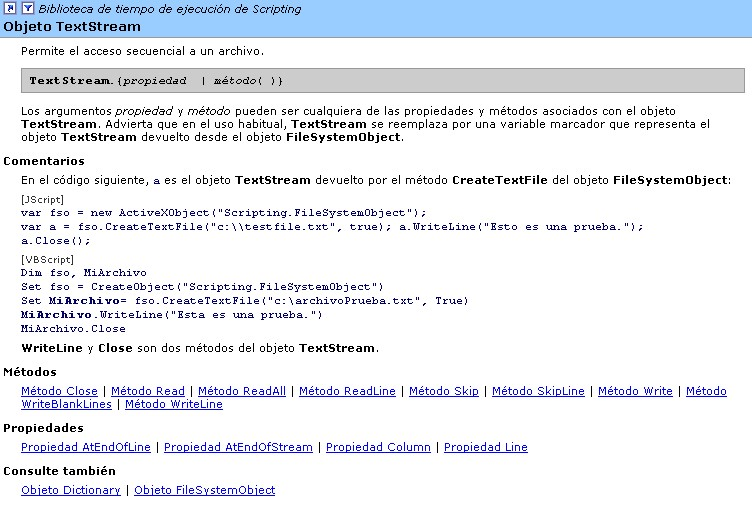 Biblioteca de tiempo de ejecución de Scripting
Objeto TextStream
Permite el acceso secuencial a un archivo.
TextStream.{propiedad | método( )}
Los argumentos propiedad y método pueden ser cualquiera de las propiedades y métodos asociados con el objeto
TextStream. Advierta que en el uso habitual, TextStream se reemplaza por una variable marcador que representa el
objeto TextStream devuelto desde el objeto FileSystemObject.
Comentarios
En el código siguiente, a es el objeto TextStream devuelto por el método CreateTextFile del objeto FileSystemObject:
[JScript]
var fso = new ActiveXObject("Scripting.FileSystemObject");
var a = fso.CreateTextFile("c:\\testfile.txt", true); a.WriteLine("Esto es una prueba.");
a.Close();
[VBScript]
Dim fso, MiArchivo
Set fso = CreateObject("Scripting.FileSystemObject")
Set MiArchivo= fso.CreateTextFile("c:\archivoPrueba.txt", True)
MiArchivo.WriteLine("Esta es una prueba.")
MiArchivo.Close
WriteLine y Close son dos métodos del objeto TextStream.
Métodos
Método Close | Método Read | Método ReadAll | Método ReadLine | Método Skip | Método SkipLine | Método Write | Método
WriteBlankLines | Método WriteLine
Propiedades
Propiedad AtEndOfLine | Propiedad AtEndOfStream | Propiedad Column | Propiedad Line
Consulte también
Objeto Dictionary | Objeto FileSystemObject